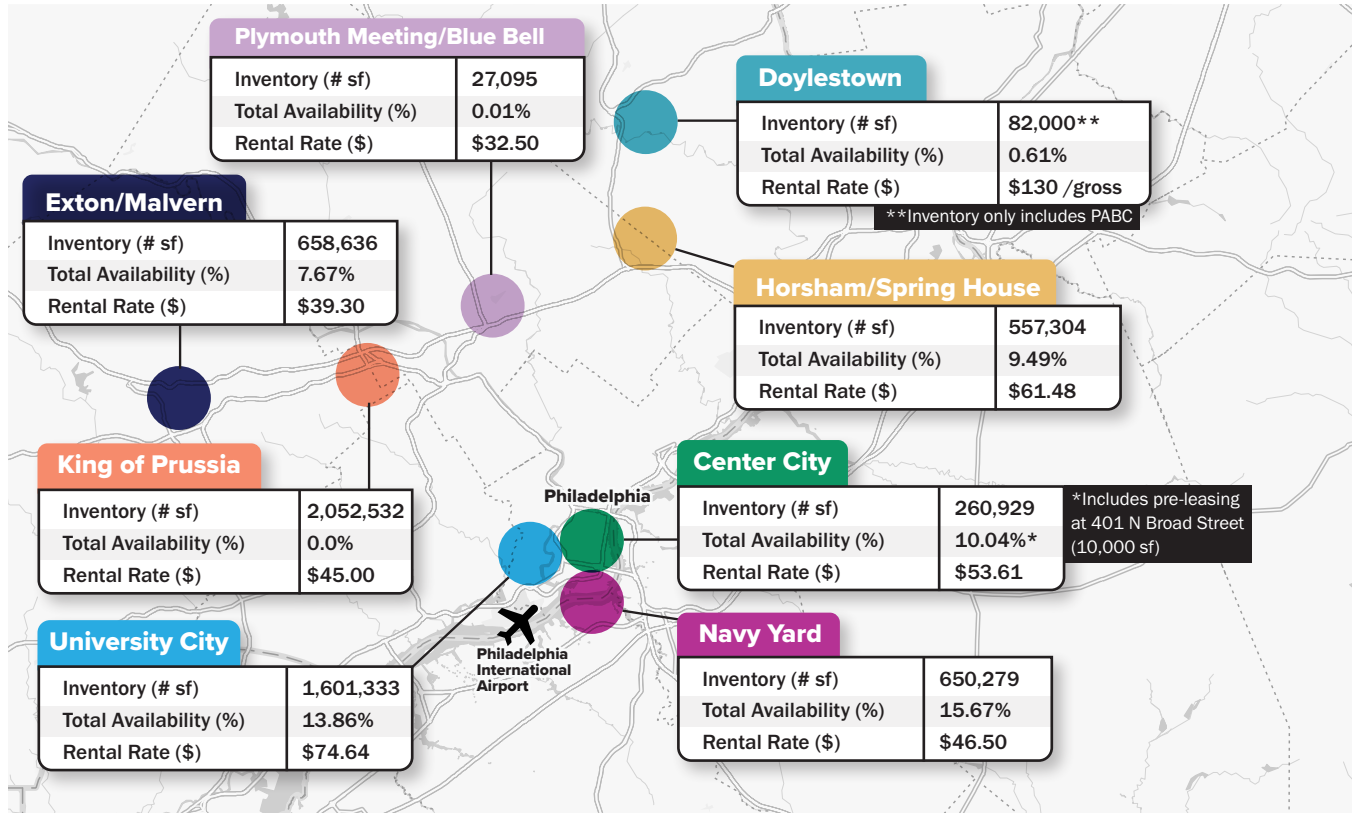 Plymouth Meeting/Blue Bell
Inventory (# sf) 27,095
Total Availability (%) 0.01%
Rental Rate ($) $32.50
Doylestown
Inventory (# sf) 82,000**
Total Availability (%) 0.61%
Rental Rate ($) $130 /gross
**Inventory only includes PABC
Exton/Malvern
Inventory (# sf) 658,636
Total Availability (%) 7.67%
Rental Rate ($) $39.30
Horsham/Spring House
Inventory (# sf) 557,304
Total Availability (%) 9.49%
Rental Rate ($) $61.48
King of Prussia
Inventory (# sf) 2,052,532
Total Availability (%) 0.0%
Rental Rate ($) $45.00
Philadelphia
Center City
Inventory (# sf) 260,929
Total Availability (%) 10.04%*
Rental Rate ($) $53.61
*Includes pre-leasing
at 401 N Broad Street
(10,000 sf)
University City
Inventory (# sf) 1,601,333
Total Availability (%) 13.86%
Rental Rate ($) $74.64
Philadelphia
International
Airport
Navy Yard
Inventory (# sf) 650,279
Total Availability (%) 15.67%
Rental Rate ($) $46.50